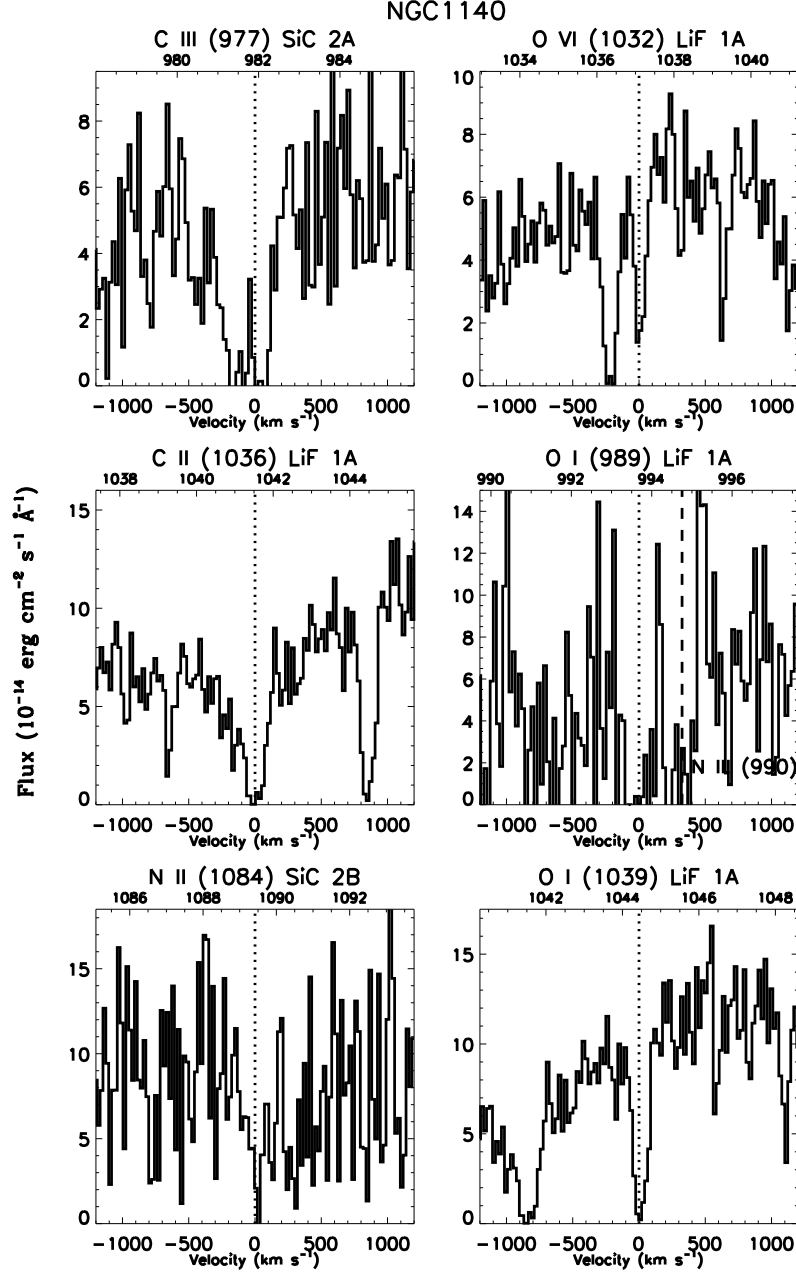 NGC1140
C III (977) SiC 2A
980 982 984
8
6
4
2
0
−1000 −500 0 500 1000
Velocity (km s⁻¹)
O VI (1032) LiF 1A
1034 1036 1038 1040
10
8
6
4
2
0
−1000 −500 0 500 1000
Velocity (km s⁻¹)
C II (1036) LiF 1A
1038 1040 1042 1044
15
10
5
0
−1000 −500 0 500 1000
Velocity (km s⁻¹)
O I (989) LiF 1A
990 992 994 996
14
12
10
8
6
4
2
0
N III (990)
−1000 −500 0 500 1000
Velocity (km s⁻¹)
Flux (10⁻¹⁴ erg cm⁻² s⁻¹ Å⁻¹)
N II (1084) SiC 2B
1086 1088 1090 1092
15
10
5
0
−1000 −500 0 500 1000
Velocity (km s⁻¹)
O I (1039) LiF 1A
1042 1044 1046 1048
15
10
5
0
−1000 −500 0 500 1000
Velocity (km s⁻¹)